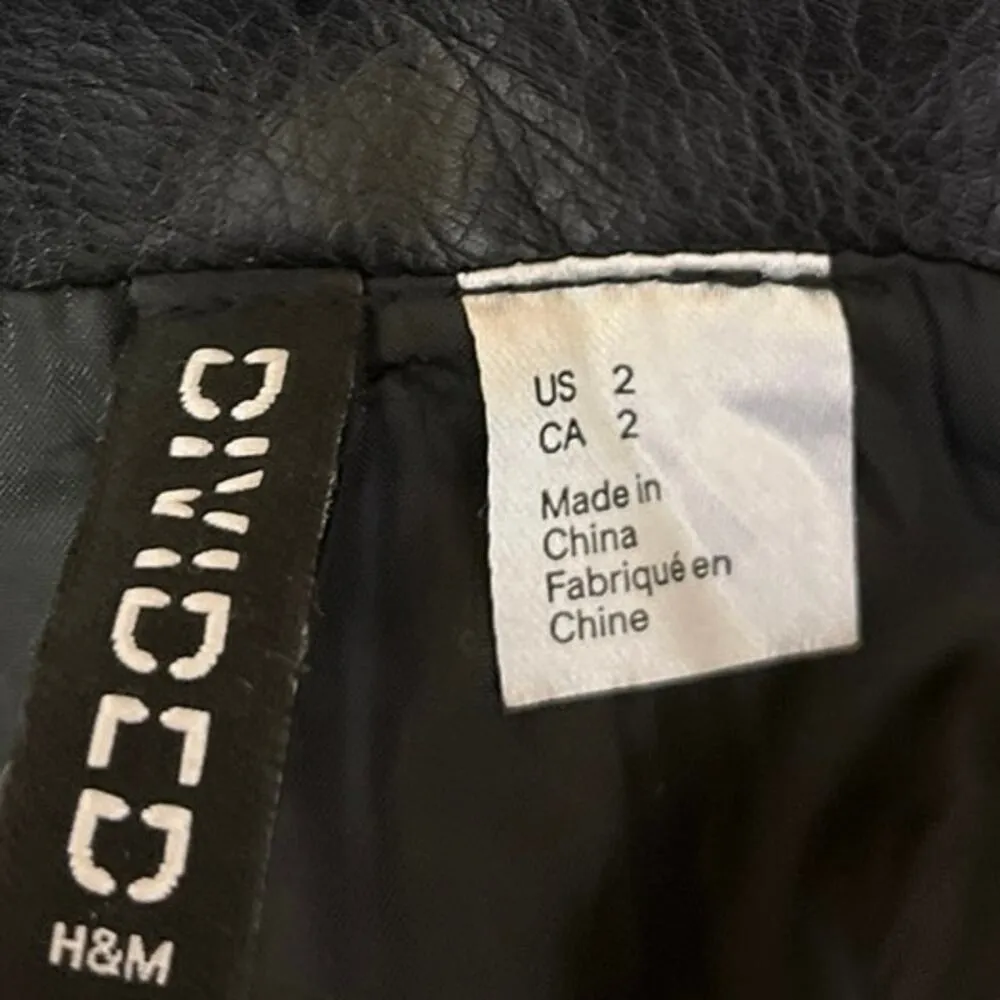 DIVIDED
H&M
US 2
CA 2
Made in
China
Fabriqué en
Chine